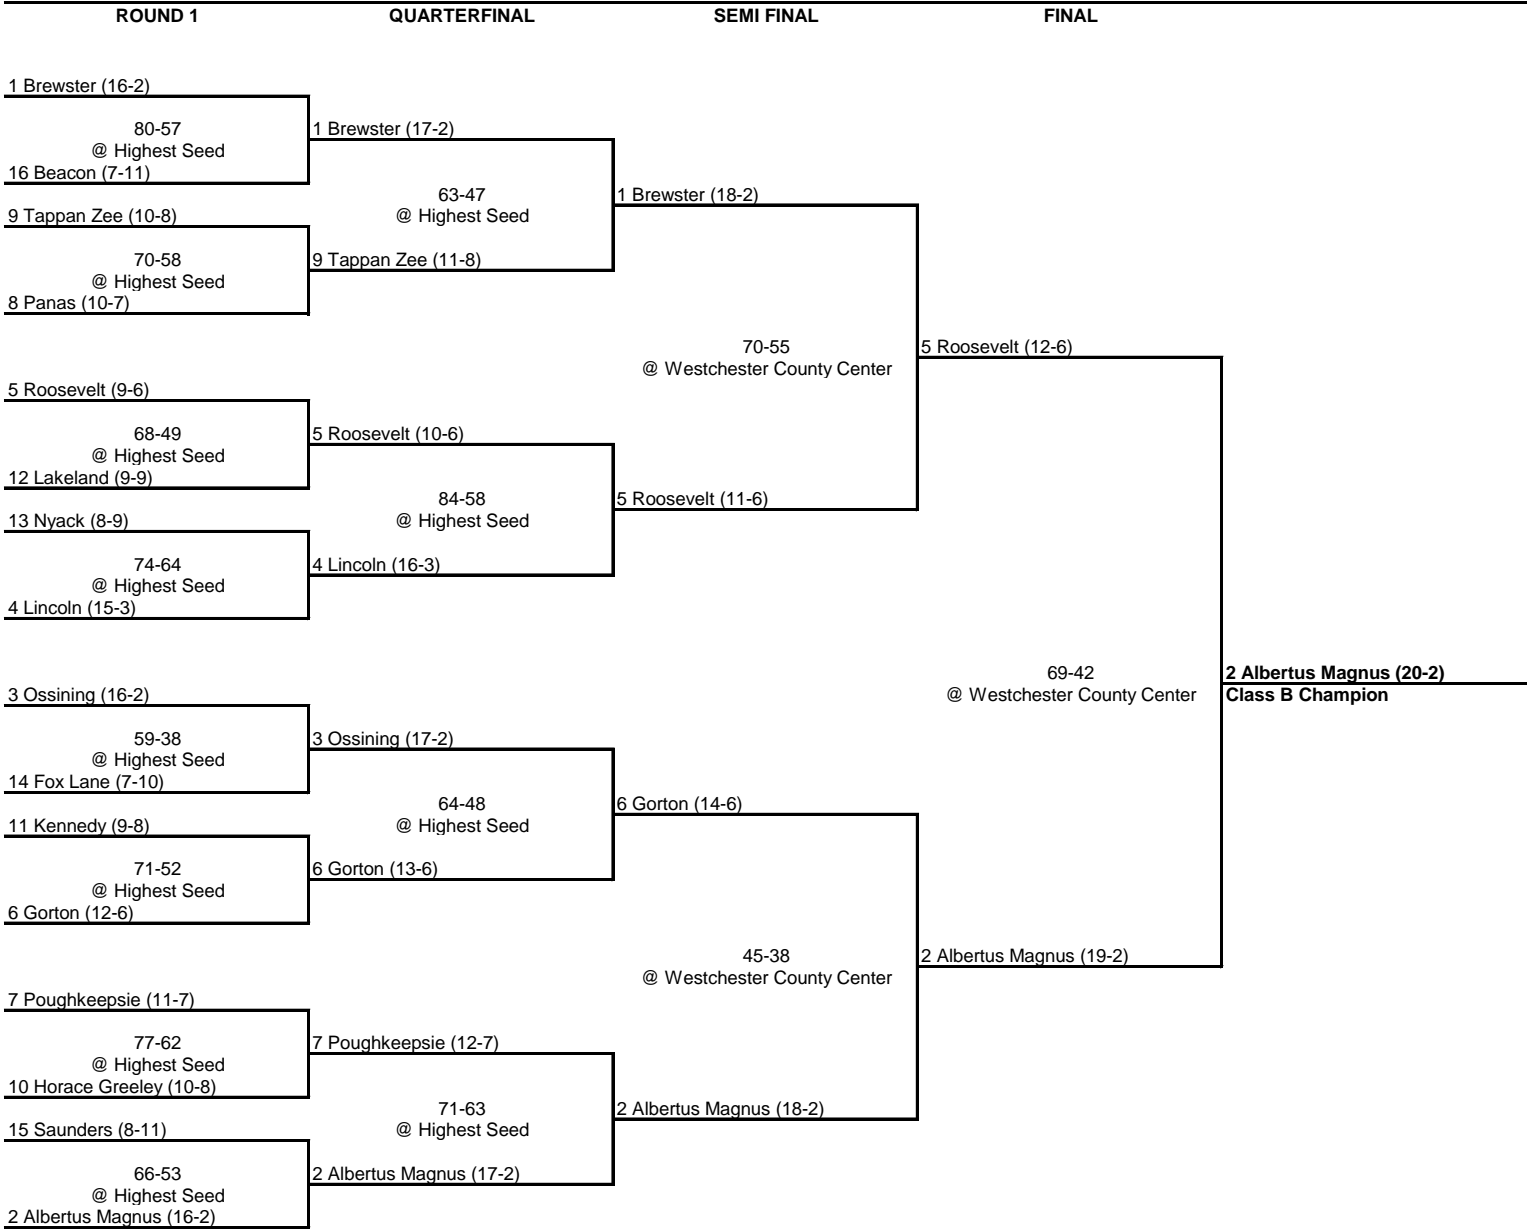 ROUND 1
QUARTERFINAL
SEMI FINAL
FINAL
1 Brewster (16-2)
80-57
@ Highest Seed
16 Beacon (7-11)
1 Brewster (17-2)
9 Tappan Zee (10-8)
70-58
@ Highest Seed
8 Panas (10-7)
63-47
@ Highest Seed
9 Tappan Zee (11-8)
1 Brewster (18-2)
5 Roosevelt (9-6)
68-49
@ Highest Seed
12 Lakeland (9-9)
5 Roosevelt (10-6)
13 Nyack (8-9)
74-64
@ Highest Seed
4 Lincoln (15-3)
84-58
@ Highest Seed
4 Lincoln (16-3)
5 Roosevelt (11-6)
70-55
@ Westchester County Center
5 Roosevelt (12-6)
3 Ossining (16-2)
59-38
@ Highest Seed
14 Fox Lane (7-10)
3 Ossining (17-2)
11 Kennedy (9-8)
71-52
@ Highest Seed
6 Gorton (12-6)
64-48
@ Highest Seed
6 Gorton (13-6)
6 Gorton (14-6)
7 Poughkeepsie (11-7)
77-62
@ Highest Seed
10 Horace Greeley (10-8)
7 Poughkeepsie (12-7)
15 Saunders (8-11)
66-53
@ Highest Seed
2 Albertus Magnus (16-2)
71-63
@ Highest Seed
2 Albertus Magnus (17-2)
2 Albertus Magnus (18-2)
45-38
@ Westchester County Center
2 Albertus Magnus (19-2)
69-42
@ Westchester County Center
2 Albertus Magnus (20-2)
Class B Champion